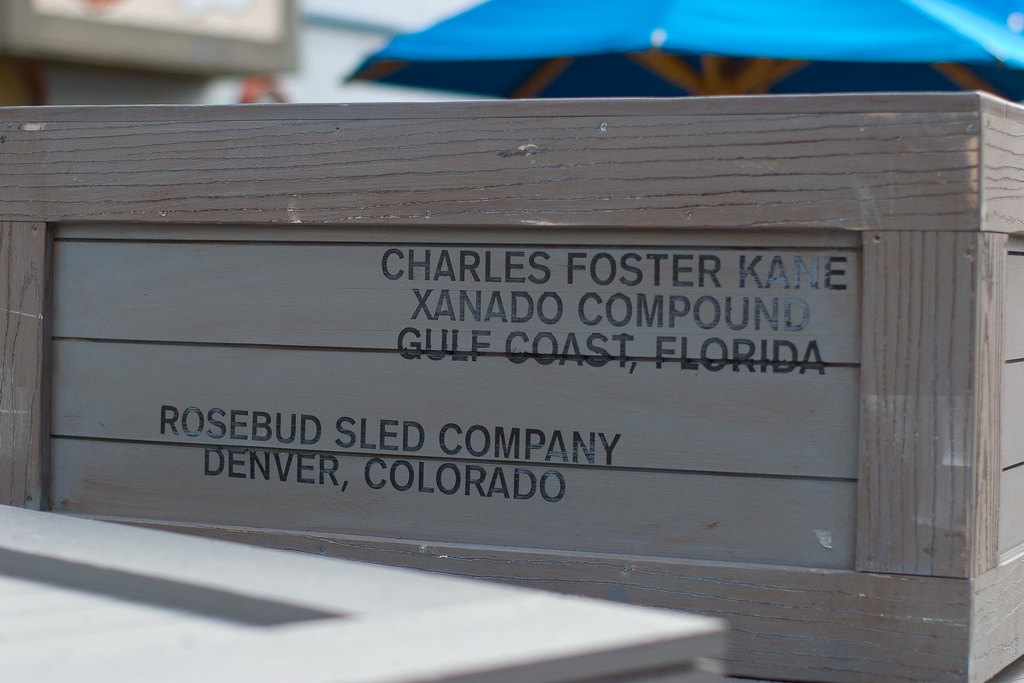 CHARLES FOSTER KANE
XANADO COMPOUND
GULF COAST, FLORIDA
ROSEBUD SLED COMPANY
DENVER, COLORADO